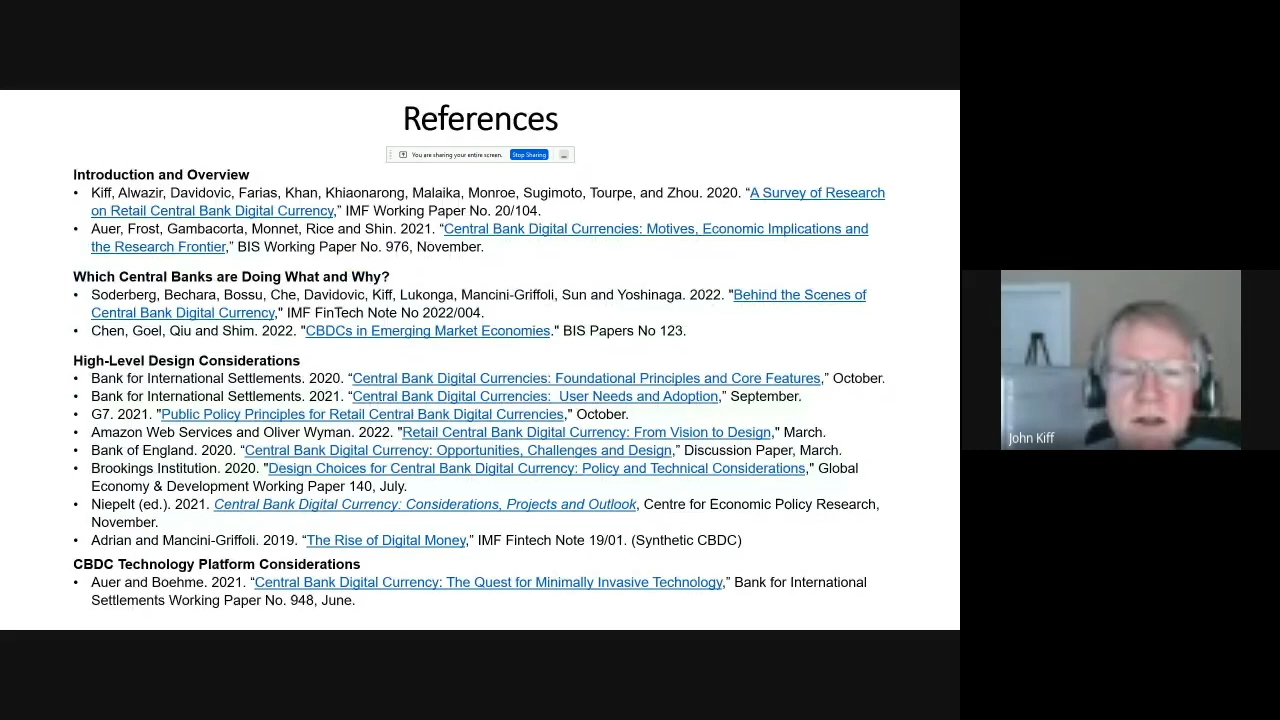 References
You are sharing your entire screen.
Stop Sharing
Introduction and Overview
• Kiff, Alwazir, Davidovic, Farias, Khan, Khiaonarong, Malaika, Monroe, Sugimoto, Tourpe, and Zhou. 2020. “A Survey of Research
on Retail Central Bank Digital Currency,” IMF Working Paper No. 20/104.
• Auer, Frost, Gambacorta, Monnet, Rice and Shin. 2021. “Central Bank Digital Currencies: Motives, Economic Implications and
the Research Frontier,” BIS Working Paper No. 976, November.
Which Central Banks are Doing What and Why?
• Soderberg, Bechara, Bossu, Che, Davidovic, Kiff, Lukonga, Mancini-Griffoli, Sun and Yoshinaga. 2022. "Behind the Scenes of
Central Bank Digital Currency," IMF FinTech Note No 2022/004.
• Chen, Goel, Qiu and Shim. 2022. "CBDCs in Emerging Market Economies." BIS Papers No 123.
High-Level Design Considerations
• Bank for International Settlements. 2020. “Central Bank Digital Currencies: Foundational Principles and Core Features,” October.
• Bank for International Settlements. 2021. “Central Bank Digital Currencies:  User Needs and Adoption,” September.
• G7. 2021. "Public Policy Principles for Retail Central Bank Digital Currencies," October.
• Amazon Web Services and Oliver Wyman. 2022. "Retail Central Bank Digital Currency: From Vision to Design," March.
• Bank of England. 2020. “Central Bank Digital Currency: Opportunities, Challenges and Design,” Discussion Paper, March.
• Brookings Institution. 2020. "Design Choices for Central Bank Digital Currency: Policy and Technical Considerations," Global
Economy & Development Working Paper 140, July.
• Niepelt (ed.). 2021. Central Bank Digital Currency: Considerations, Projects and Outlook, Centre for Economic Policy Research,
November.
• Adrian and Mancini-Griffoli. 2019. “The Rise of Digital Money,” IMF Fintech Note 19/01. (Synthetic CBDC)
CBDC Technology Platform Considerations
• Auer and Boehme. 2021. “Central Bank Digital Currency: The Quest for Minimally Invasive Technology,” Bank for International
Settlements Working Paper No. 948, June.
John Kiff